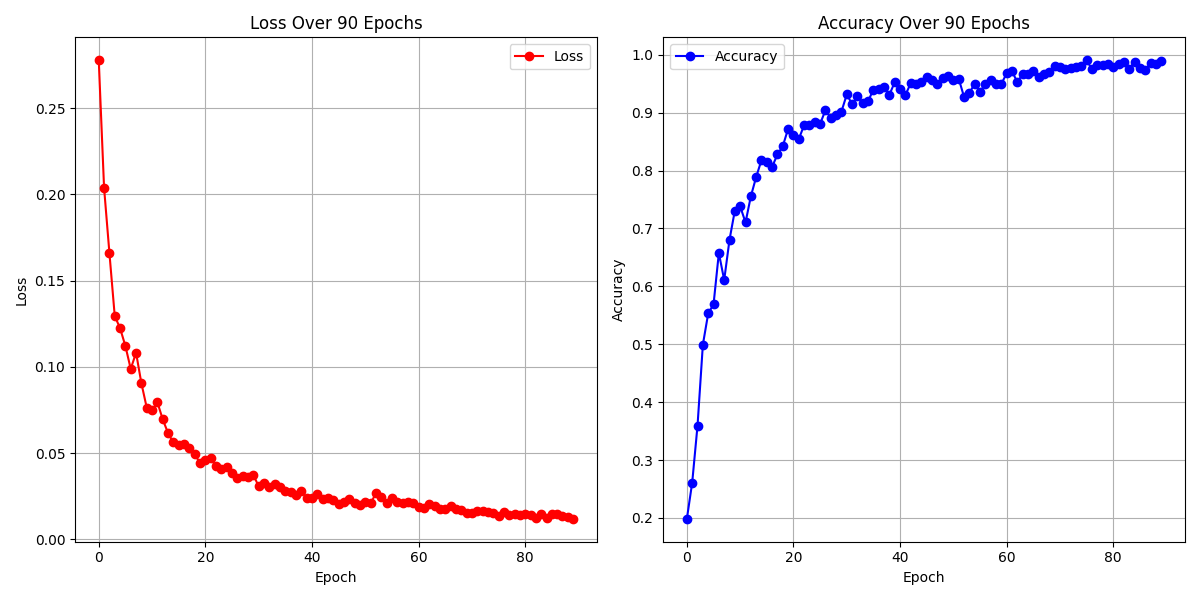 Loss Over 90 Epochs
Loss
0.25
0.20
0.15
0.10
0.05
0.00
Loss
0 20 40 60 80
Epoch
Accuracy Over 90 Epochs
Accuracy
1.0
0.9
0.8
0.7
0.6
0.5
0.4
0.3
0.2
Accuracy
0 20 40 60 80
Epoch